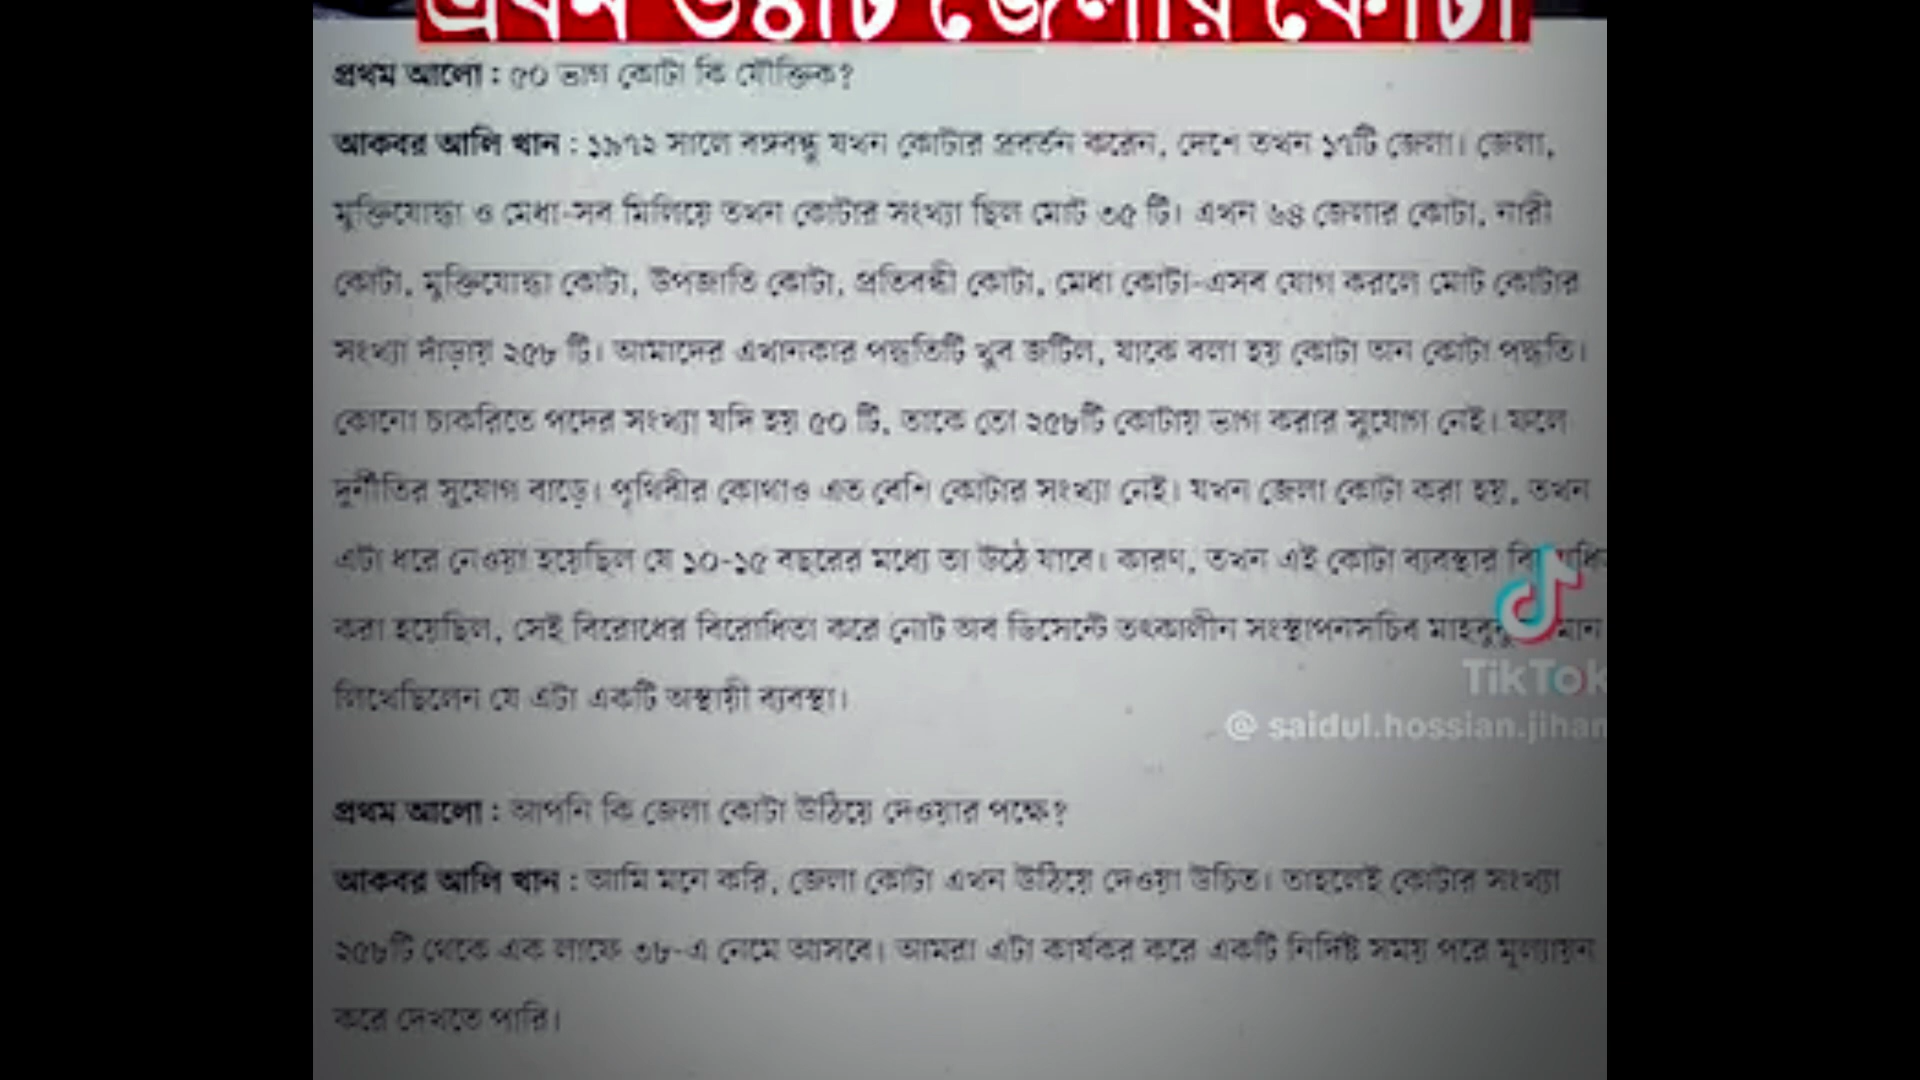 প্রথম ৬৪টি জেলার কোটা
প্রথম আলো : ৫০ ভাগ কোটা কি যৌক্তিক?
আকবর আলি খান : ১৯৭২ সালে বঙ্গবন্ধু যখন কোটার প্রবর্তন করেন, দেশে তখন ১৭টি জেলা। জেলা,
মুক্তিযোদ্ধা ও মেধা-সব মিলিয়ে তখন কোটার সংখ্যা ছিল মোট ৩৫ টি। এখন ৬৪ জেলার কোটা, নারী
কোটা, মুক্তিযোদ্ধা কোটা, উপজাতি কোটা, প্রতিবন্ধী কোটা, মেধা কোটা-এসব যোগ করলে মোট কোটার
সংখ্যা দাঁড়ায় ২৫৮ টি। আমাদের এখানকার পদ্ধতিটি খুব জটিল, যাকে বলা হয় কোটা অন কোটা পদ্ধতি।
কোনো চাকরিতে পদের সংখ্যা যদি হয় ৫০ টি, তাকে তো ২৫৮টি কোটায় ভাগ করার সুযোগ নেই। ফলে
দুর্নীতির সুযোগ বাড়ে। পৃথিবীর কোথাও এত বেশি কোটার সংখ্যা নেই। যখন জেলা কোটা করা হয়, তখন
এটা ধরে নেওয়া হয়েছিল যে ১০-১৫ বছরের মধ্যে তা উঠে যাবে। কারণ, তখন এই কোটা ব্যবস্থার
করা হয়েছিল, সেই বিরোধের বিরোধিতা করে নোট অব ডিসেন্টে তৎকালীন সংস্থাপনসচিব
লিখেছিলেন যে এটা একটি অস্থায়ী ব্যবস্থা।
TikTok
@ saidul.hossian.jihan
প্রথম আলো : আপনি কি জেলা কোটা উঠিয়ে দেওয়ার পক্ষে?
আকবর আলি খান : আমি মনে করি, জেলা কোটা এখন উঠিয়ে দেওয়া উচিত। তাহলেই কোটার সংখ্যা
২৫৮টি থেকে এক লাফে ৩৮-এ নেমে আসবে। আমরা এটা কার্যকর করে একটি নির্দিষ্ট সময় পরে মূল্যায়ন
করে দেখতে পারি।